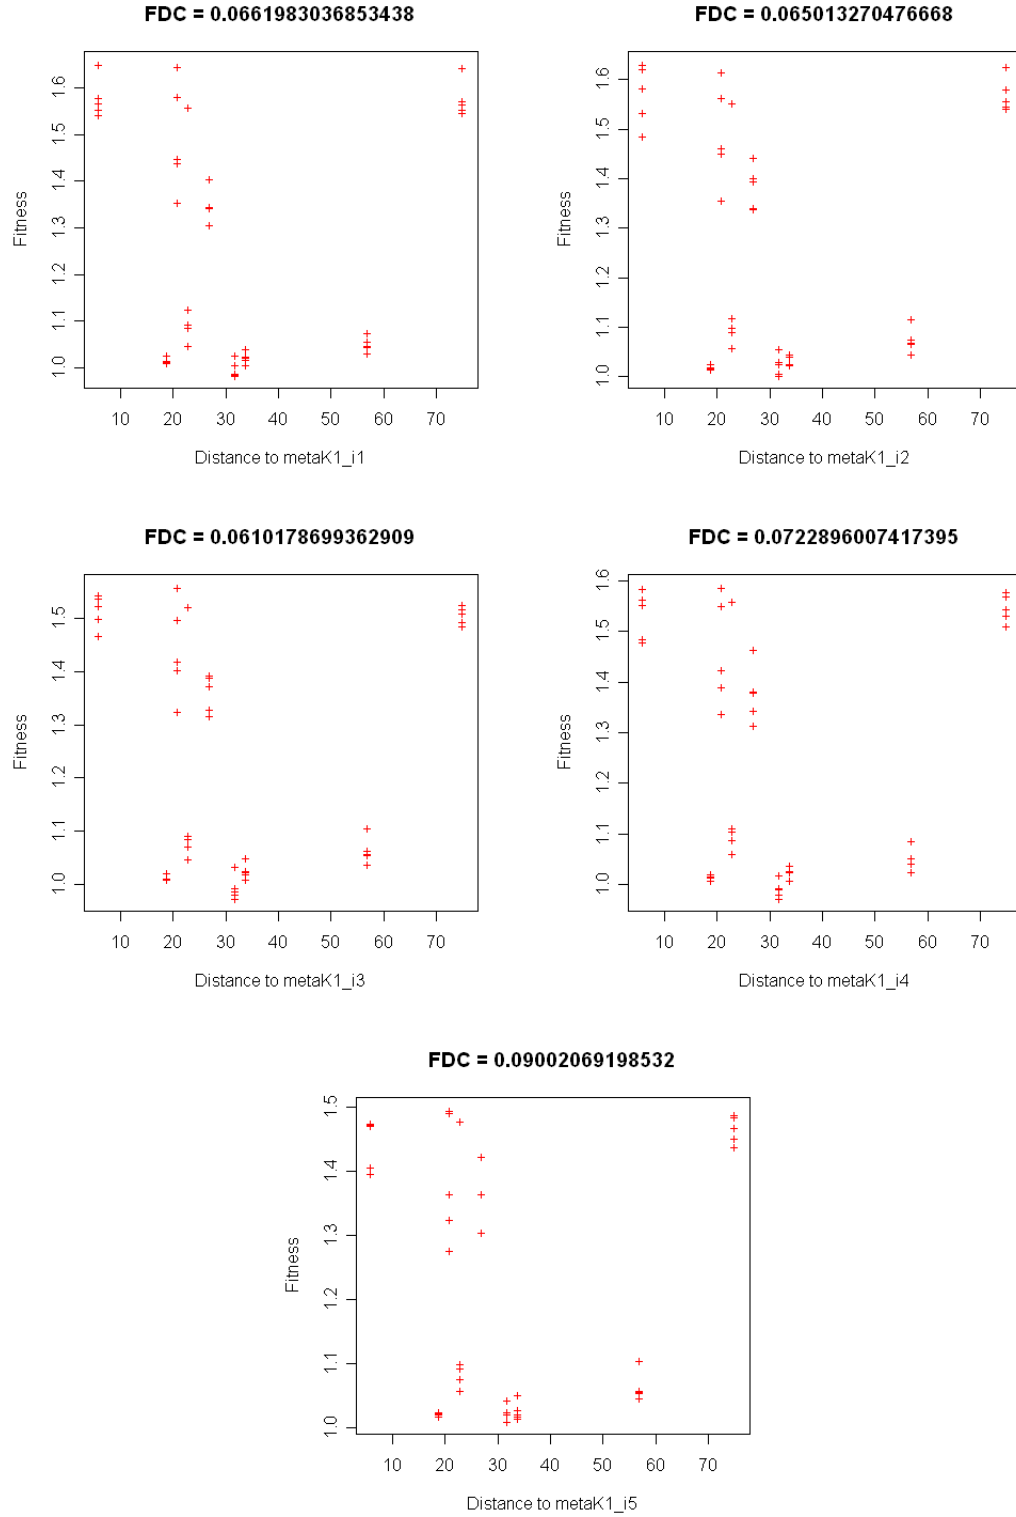 FDC = 0.0661983036853438
FDC = 0.065013270476668
Fitness
1.0 1.1 1.2 1.3 1.4 1.5 1.6
10 20 30 40 50 60 70
Distance to metaK1_i1
Fitness
1.0 1.1 1.2 1.3 1.4 1.5 1.6
10 20 30 40 50 60 70
Distance to metaK1_i2
FDC = 0.0610178699362909
FDC = 0.0722896007417395
Fitness
1.0 1.1 1.2 1.3 1.4 1.5
10 20 30 40 50 60 70
Distance to metaK1_i3
Fitness
1.0 1.1 1.2 1.3 1.4 1.5 1.6
10 20 30 40 50 60 70
Distance to metaK1_i4
FDC = 0.09002069198532
Fitness
1.0 1.1 1.2 1.3 1.4 1.5
10 20 30 40 50 60 70
Distance to metaK1_i5